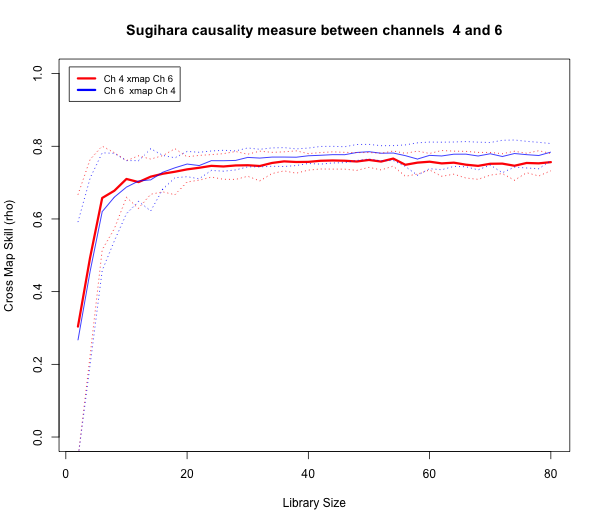 Sugihara causality measure between channels  4 and 6
Ch 4 xmap Ch 6
Ch 6  xmap Ch 4
Cross Map Skill (rho)
1.0
0.8
0.6
0.4
0.2
0.0
0 20 40 60 80
Library Size